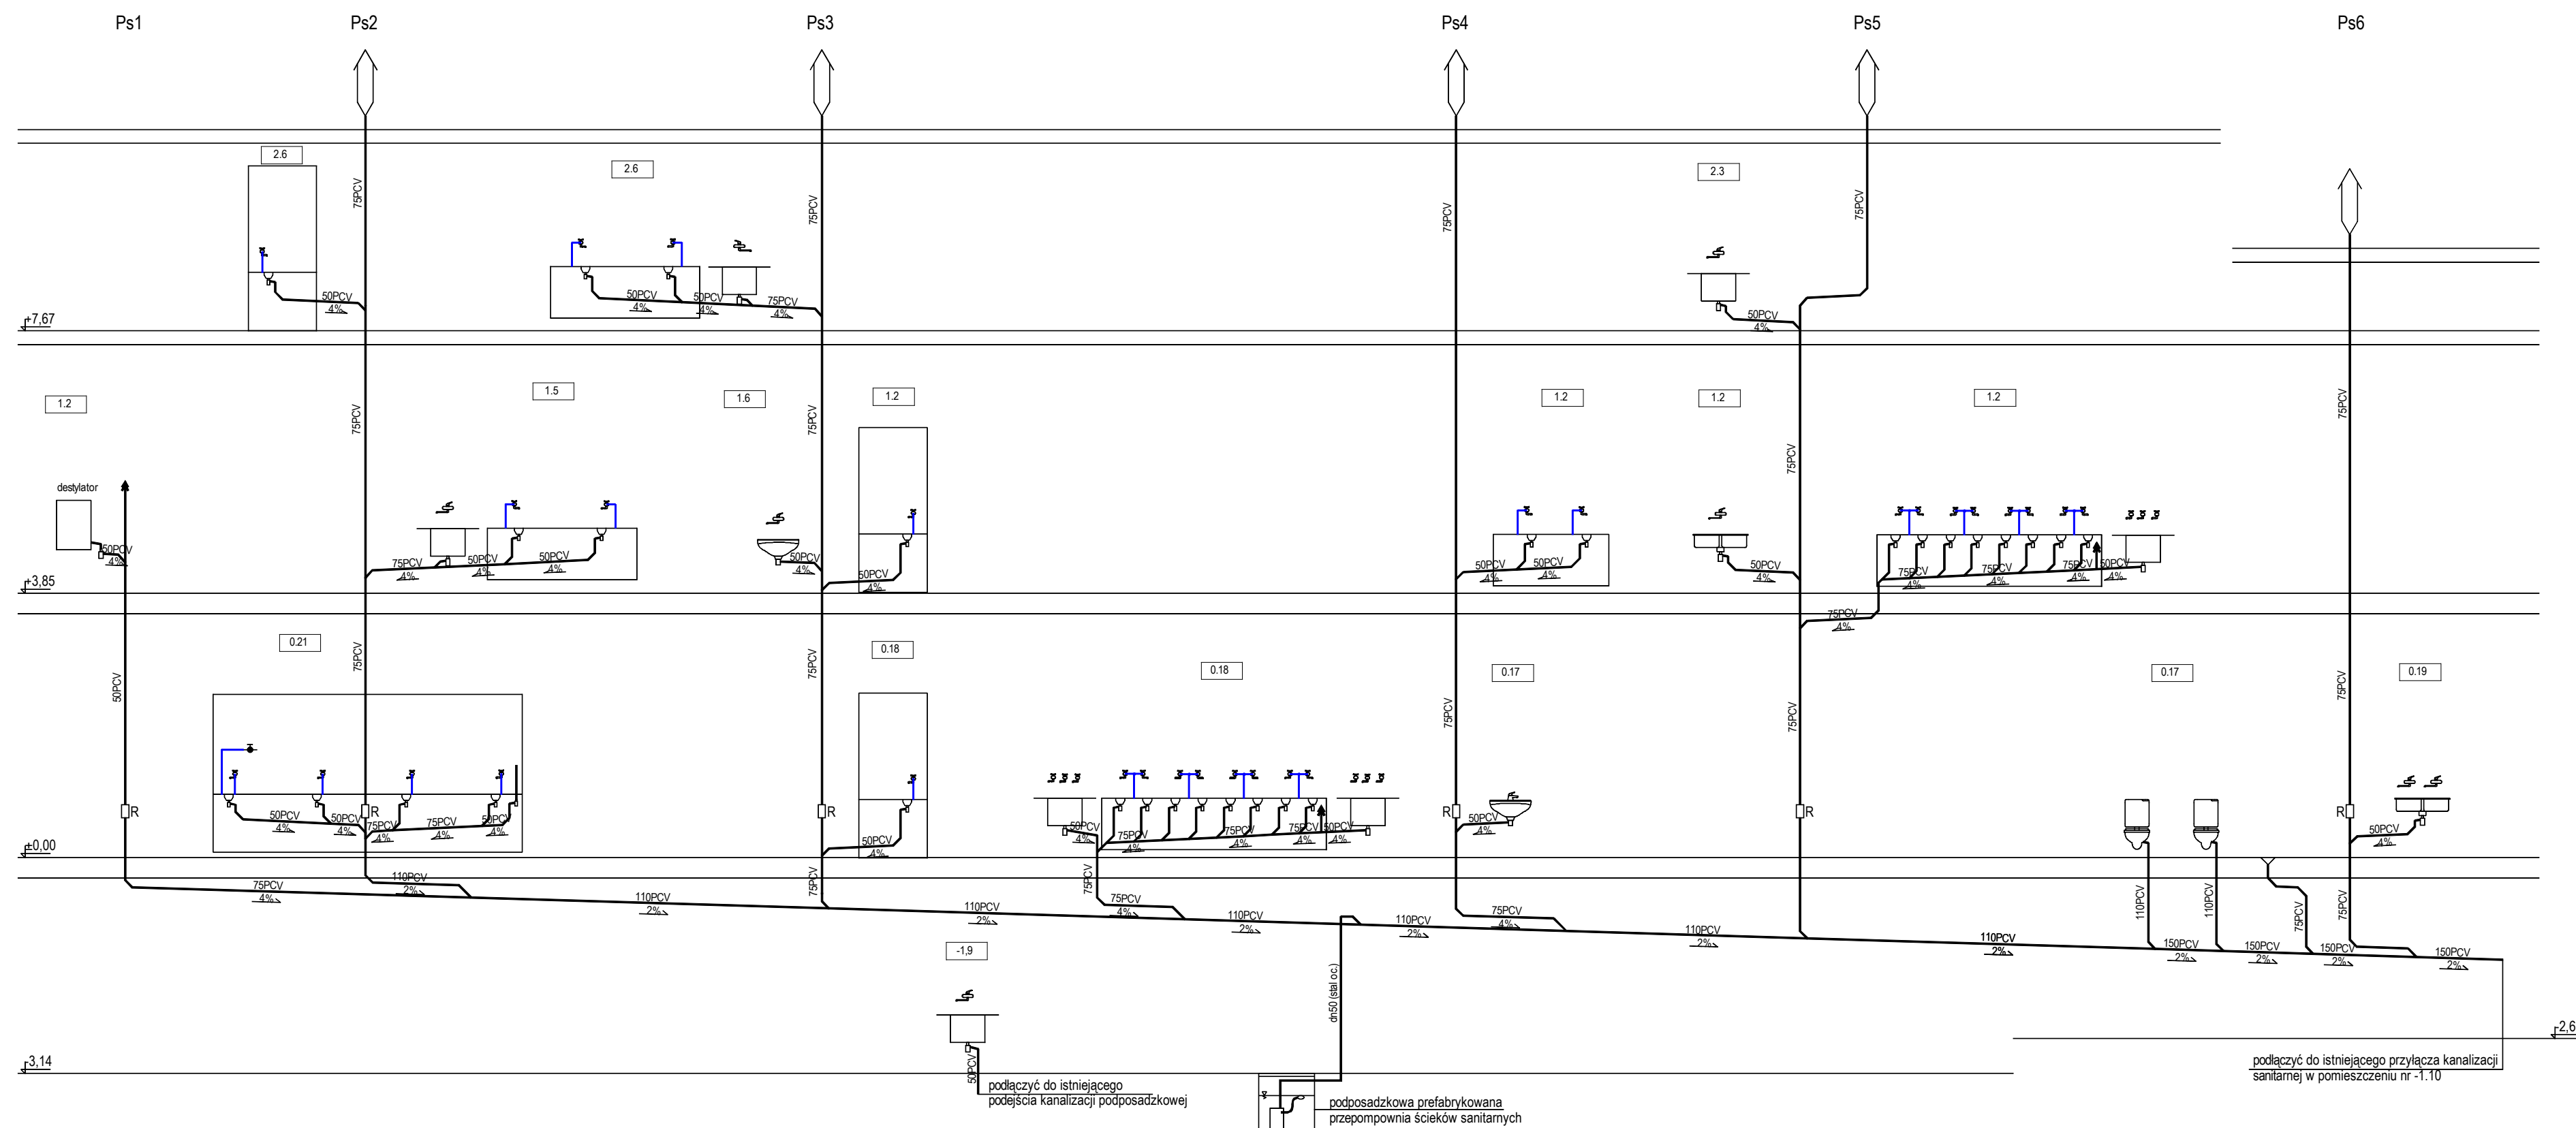 Ps1
Ps2
Ps3
Ps4
Ps5
Ps6
2.6
2.6
2.3
75PCV
75PCV
75PCV
75PCV
50PCV
4%
50PCV
4%
50PCV
4%
75PCV
4%
50PCV
4%
+7,67
1.2
1.5
1.6
1.2
1.2
1.2
1.2
75PCV
75PCV
75PCV
75PCV
destylator
50PCV
4%
75PCV
4%
50PCV
4%
50PCV
4%
50PCV
4%
50PCV
4%
50PCV
4%
50PCV
4%
50PCV
4%
75PCV
4%
75PCV
4%
75PCV
4%
50PCV
4%
+3,85
75PCV
4%
0.21
0.18
0.18
0.17
0.17
0.19
50PCV
75PCV
75PCV
75PCV
75PCV
75PCV
R
R
R
R
R
R
50PCV
4%
50PCV
4%
75PCV
4%
75PCV
4%
50PCV
4%
50PCV
4%
50PCV
4%
75PCV
4%
75PCV
4%
75PCV
4%
50PCV
4%
50PCV
4%
50PCV
4%
±0,00
75PCV
4%
110PCV
2%
110PCV
2%
75PCV
110PCV
2%
75PCV
75PCV
4%
110PCV
2%
110PCV
2%
75PCV
4%
110PCV
2%
110PCV
2%
110PCV
110PCV
75PCV
75PCV
150PCV
2%
150PCV
2%
150PCV
2%
150PCV
2%
-1,9
dn50 (stal oc.)
50PCV
-3,14
-2,6
podłączyć do istniejącego
podejścia kanalizacji podposadzkowej
podposadzkowa prefabrykowana
przepompownia ścieków sanitarnych
podłączyć do istniejącego przyłącza kanalizacji
sanitarnej w pomieszczeniu nr -1.10